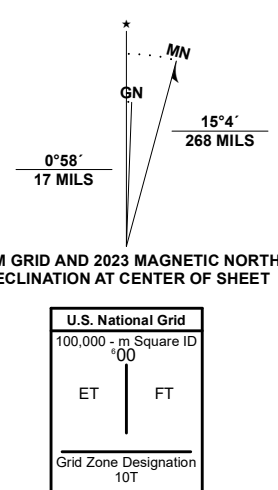 ★
MN
GN
15°4´
268 MILS
0°58´
17 MILS
M GRID AND 2023 MAGNETIC NORTH
ECLINATION AT CENTER OF SHEET
U.S. National Grid
100,000 - m Square ID
⁶00
ET FT
Grid Zone Designation
10T